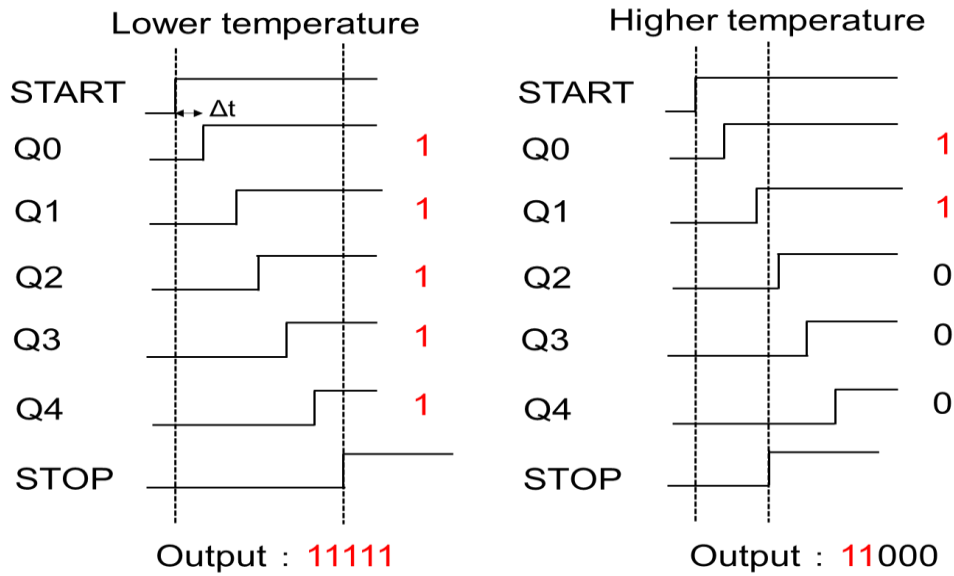 Lower temperature
START
Δt
Q0 1
Q1 1
Q2 1
Q3 1
Q4 1
STOP
Output : 11111
Higher temperature
START
Q0 1
Q1 1
Q2 0
Q3 0
Q4 0
STOP
Output : 11000